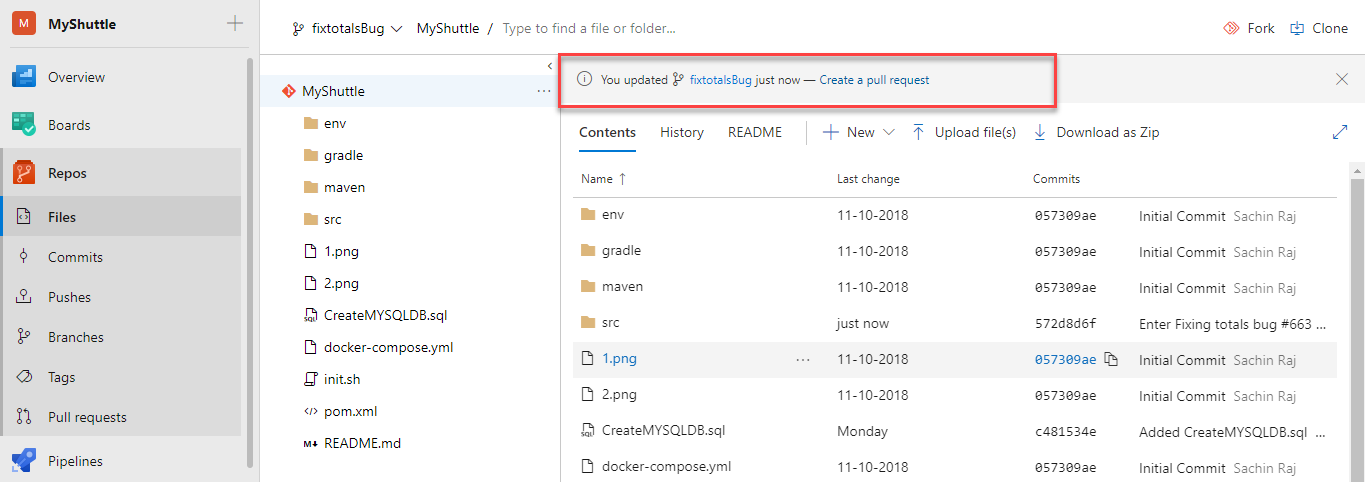 M MyShuttle
Overview
Boards
Repos
Files
Commits
Pushes
Branches
Tags
Pull requests
Pipelines
fixtotalsBug MyShuttle / Type to find a file or folder... Fork Clone
MyShuttle ...
env
gradle
maven
src
1.png
2.png
CreateMYSQLDB.sql
docker-compose.yml
init.sh
pom.xml
README.md
You updated fixtotalsBug just now — Create a pull request
Contents History README New Upload file(s) Download as Zip
Name ↑ Last change Commits
env 11-10-2018 057309ae Initial Commit Sachin Raj
gradle 11-10-2018 057309ae Initial Commit Sachin Raj
maven 11-10-2018 057309ae Initial Commit Sachin Raj
src just now 572d8d6f Enter Fixing totals bug #663 ...
1.png ... 11-10-2018 057309ae Initial Commit Sachin Raj
2.png 11-10-2018 057309ae Initial Commit Sachin Raj
CreateMYSQLDB.sql Monday c481534e Added CreateMYSQLDB.sql ...
docker-compose.yml 11-10-2018 057309ae Initial Commit Sachin Raj